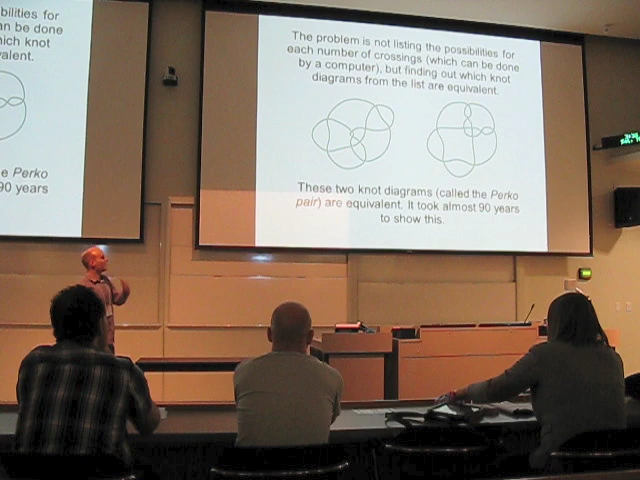 bilities for
an be done
hich knot
valent.
e Perko
90 years
The problem is not listing the possibilities for
each number of crossings (which can be done
by a computer), but finding out which knot
diagrams from the list are equivalent.
These two knot diagrams (called the Perko
pair) are equivalent. It took almost 90 years
to show this.